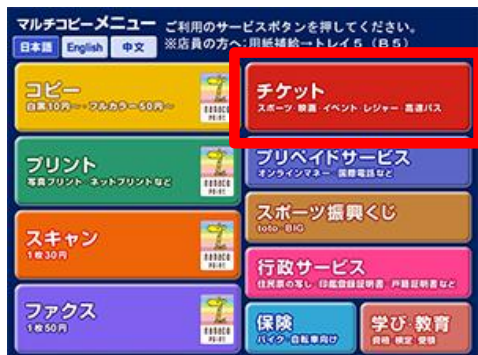 マルチコピーメニュー
ご利用のサービスボタンを押してください。
日本語 English 中文
※店員の方へ:用紙補給→トレイ5(B5)
コピー
白黒10円~・フルカラー50円~
nanaco
チケット
スポーツ・映画・イベント・レジャー・高速バス
プリント
写真プリント・ネットプリントなど
nanaco
プリペイドサービス
オンラインマネー・国際電話など
スキャン
1枚30円
nanaco
スポーツ振興くじ
toto・BIG
行政サービス
住民票の写し・印鑑登録証明書・戸籍証明書など
ファクス
1枚50円
nanaco
保険
バイク・自転車向け
学び・教育
資格・検定・受験